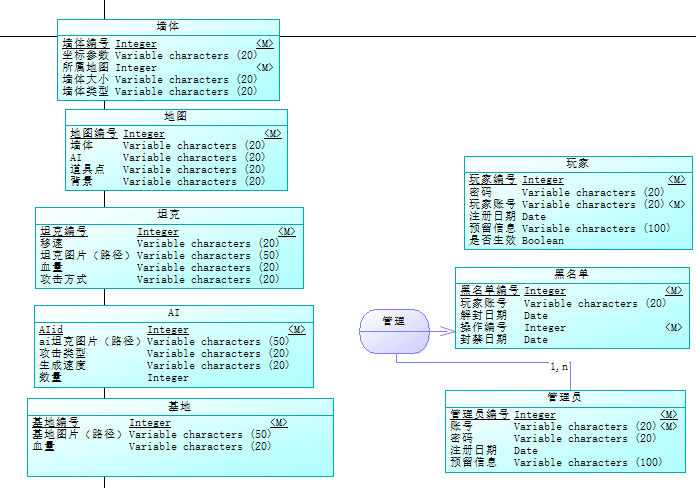 墙体
墙体编号 Integer <M>
坐标参数 Variable characters (20)
所属地图 Integer <M>
墙体大小 Variable characters (20)
墙体类型 Variable characters (20)
地图
地图编号 Integer <M>
墙体 Variable characters (20)
AI Variable characters (20)
道具点 Variable characters (20)
背景 Variable characters (20)
坦克
坦克编号 Integer <M>
移速 Variable characters (20)
坦克图片（路径） Variable characters (50)
血量 Variable characters (20)
攻击方式 Variable characters (20)
AI
AIid Integer <M>
ai坦克图片（路径） Variable characters (50)
攻击类型 Variable characters (20)
生成速度 Variable characters (20)
数量 Integer
基地
基地编号 Integer <M>
基地图片（路径） Variable characters (50)
血量 Variable characters (20)
玩家
玩家编号 Integer <M>
密码 Variable characters (20)
玩家账号 Variable characters (20) <M>
注册日期 Date
预留信息 Variable characters (100)
是否生效 Boolean
黑名单
黑名单编号 Integer <M>
玩家账号 Variable characters (20)
解封日期 Date
操作编号 Integer <M>
封禁日期 Date
管理
1,n
管理员
管理员编号 Integer <M>
账号 Variable characters (20) <M>
密码 Variable characters (20)
注册日期 Date
预留信息 Variable characters (100)